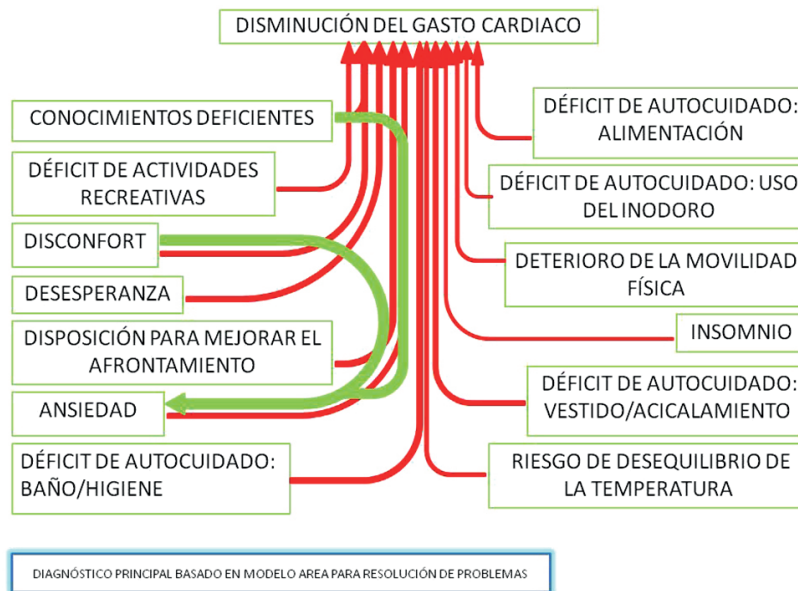 DISMINUCIÓN DEL GASTO CARDIACO
CONOCIMIENTOS DEFICIENTES
DÉFICIT DE ACTIVIDADES
RECREATIVAS
DISCONFORT
DESESPERANZA
DISPOSICIÓN PARA MEJORAR EL
AFRONTAMIENTO
ANSIEDAD
DÉFICIT DE AUTOCUIDADO:
BAÑO/HIGIENE
DÉFICIT DE AUTOCUIDADO:
ALIMENTACIÓN
DÉFICIT DE AUTOCUIDADO: USO
DEL INODORO
DETERIORO DE LA MOVILIDAD
FÍSICA
INSOMNIO
DÉFICIT DE AUTOCUIDADO:
VESTIDO/ACICALAMIENTO
RIESGO DE DESEQUILIBRIO DE
LA TEMPERATURA
DIAGNÓSTICO PRINCIPAL BASADO EN MODELO AREA PARA RESOLUCIÓN DE PROBLEMAS